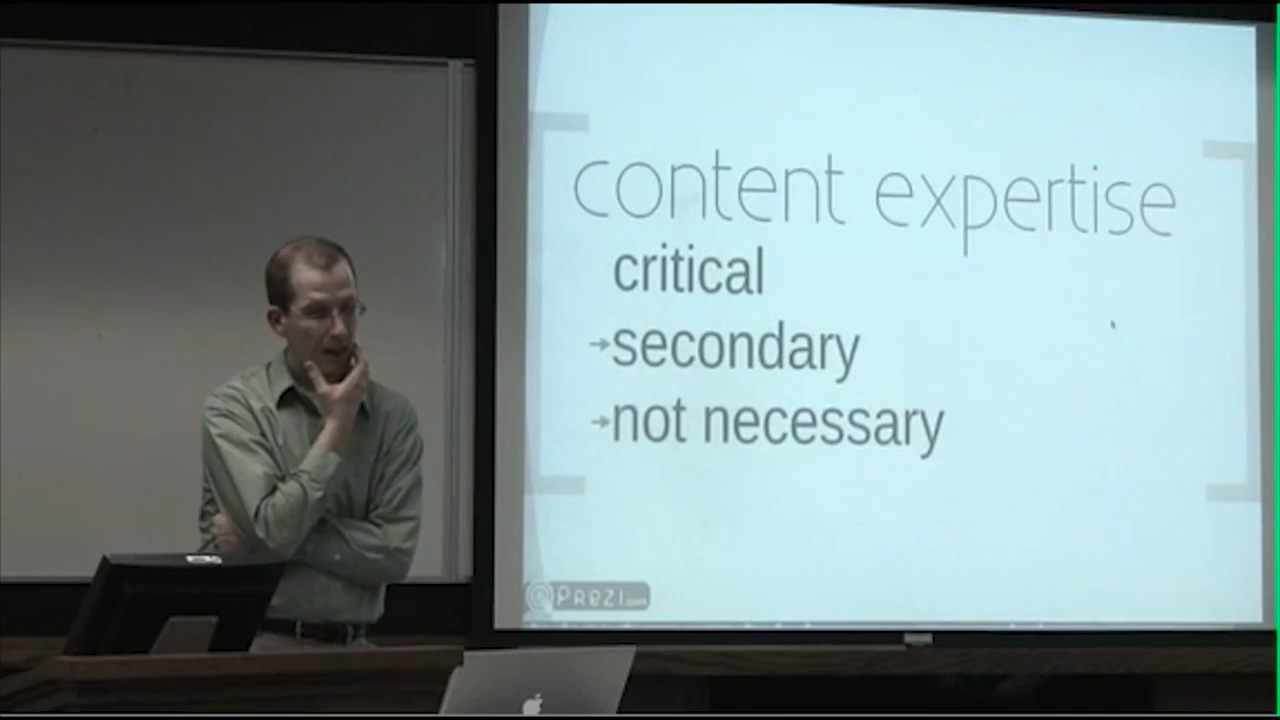 content expertise
critical
→secondary
→not necessary
Prezi.com